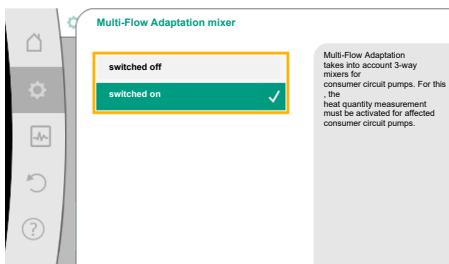 Multi-Flow Adaptation mixer
switched off
switched on
Multi-Flow Adaptation
takes into account 3-way
mixers for
consumer circuit pumps. For this
, the
heat quantity measurement
must be activated for affected
consumer circuit pumps.
?